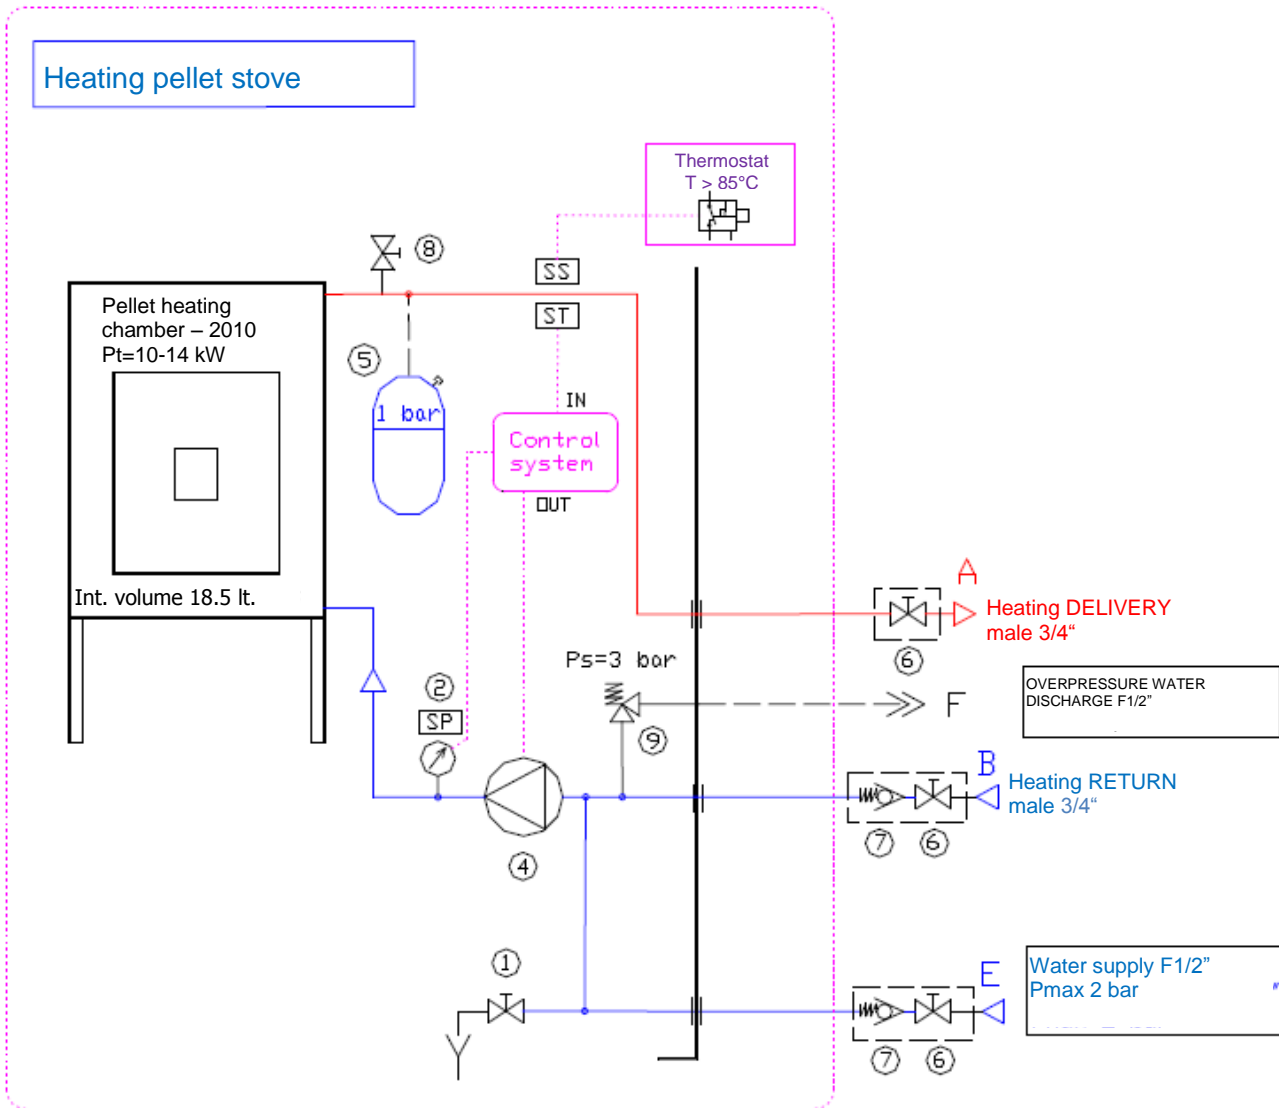 Heating pellet stove
Thermostat
T > 85°C
8
SS
Pellet heating
chamber – 2010
Pt=10-14 kW
ST
5
IN
1 bar
Control
system
OUT
Int. volume 18.5 lt.
A
Heating DELIVERY
male 3/4“
6
Ps=3 bar
2
SP
OVERPRESSURE WATER
DISCHARGE F1/2”
F
9
B
Heating RETURN
male 3/4“
7
6
4
1
E
Water supply F1/2”
Pmax 2 bar
"
7
6